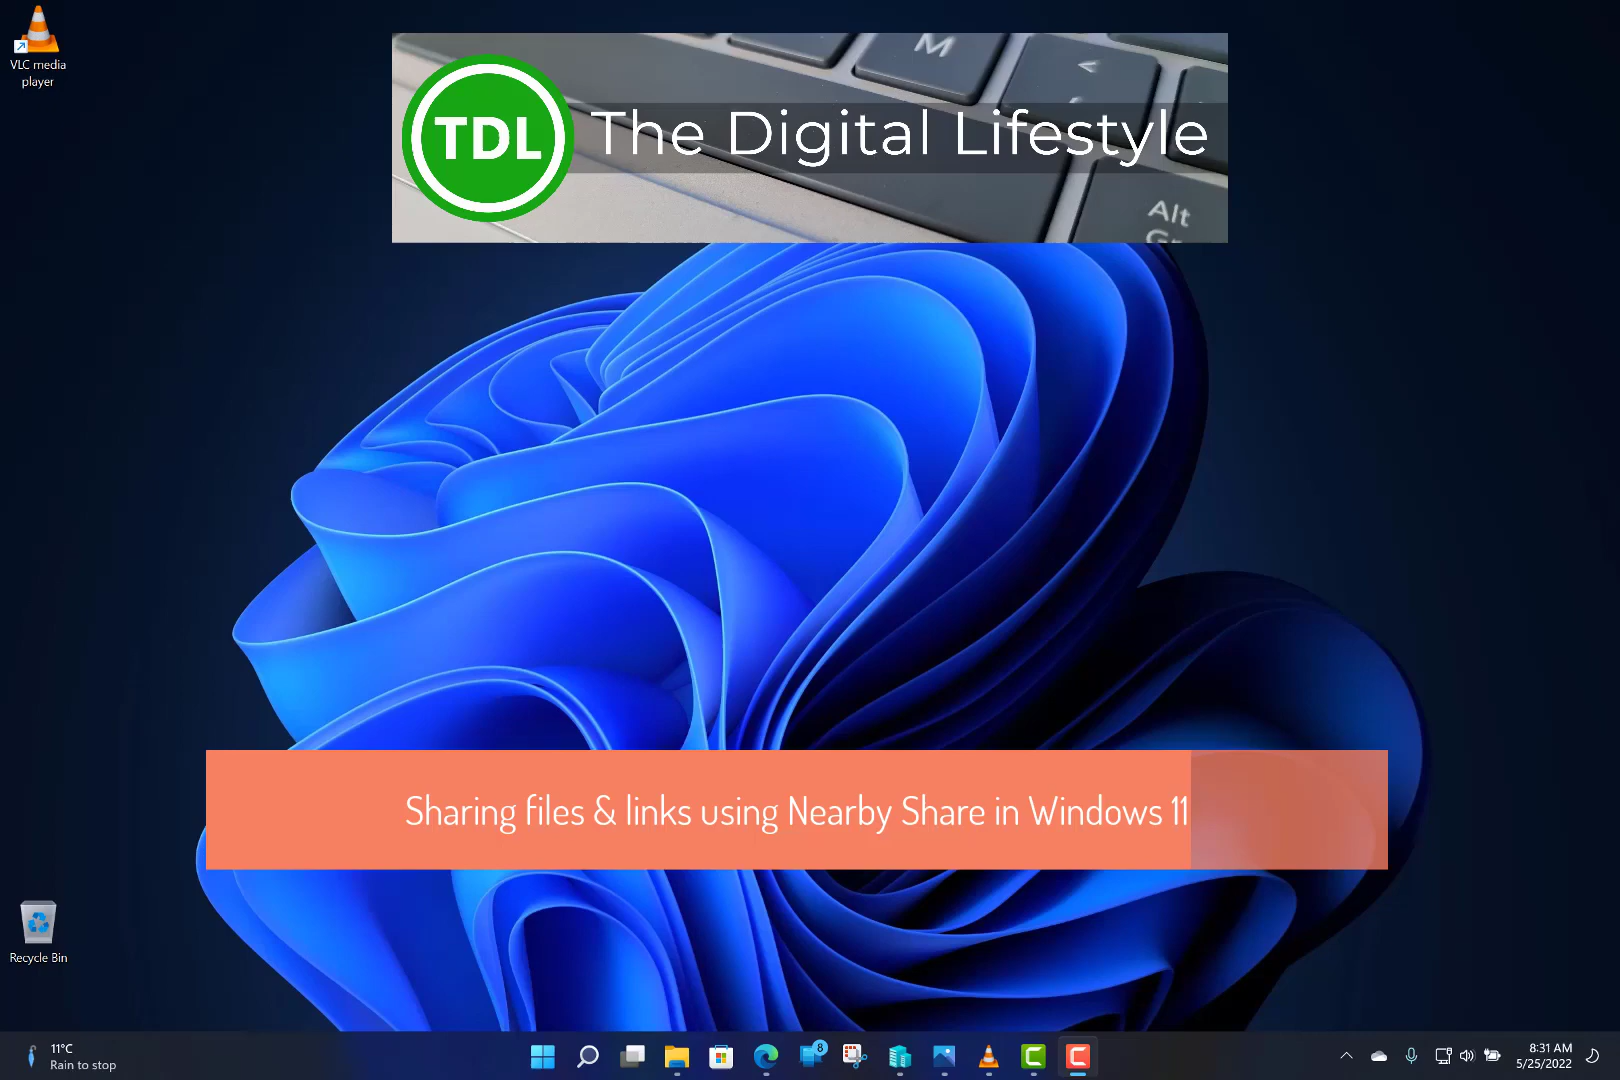 VLC media
player
M
<
TDL
The Digital Lifestyle
Alt
Sharing files & links using Nearby Share in Windows 11
Recycle Bin
11°C
Rain to stop
8
8:31 AM
5/25/2022